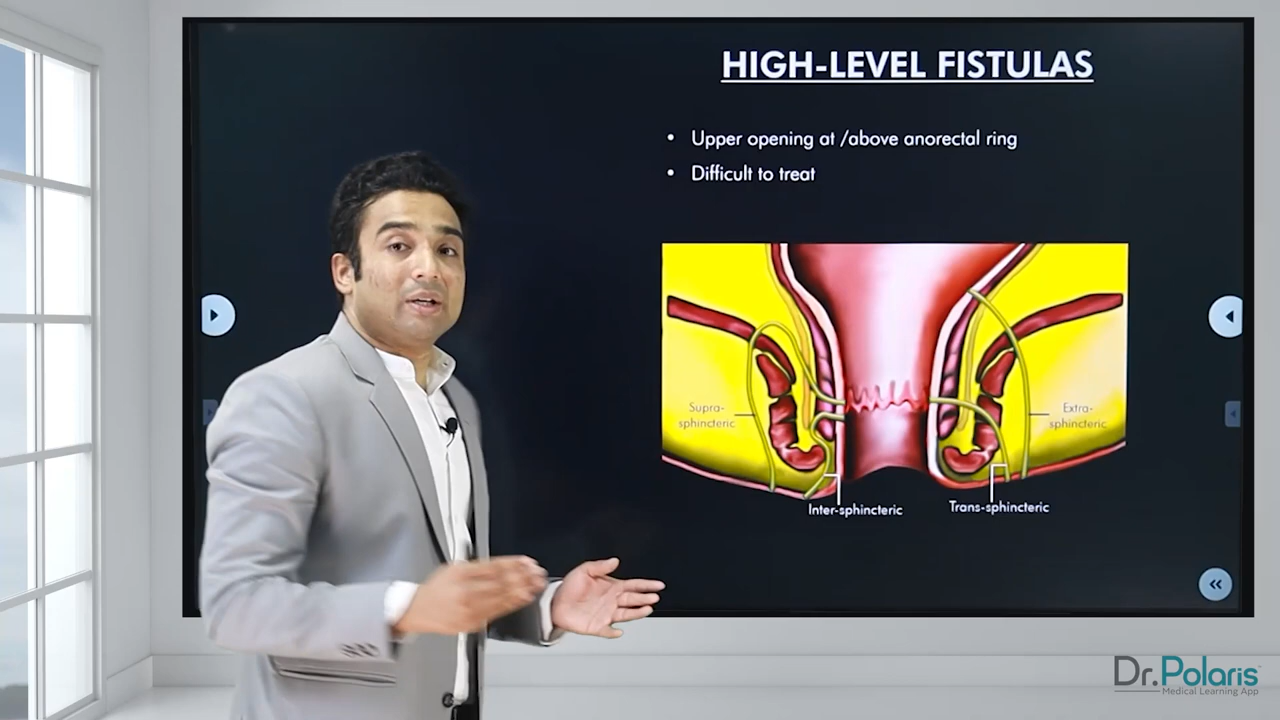 HIGH-LEVEL FISTULAS
• Upper opening at /above anorectal ring
• Difficult to treat
Supra-
sphincteric
Extra-
sphincteric
Inter-sphincteric
Trans-sphincteric
Dr.Polaris
Medical Learning App